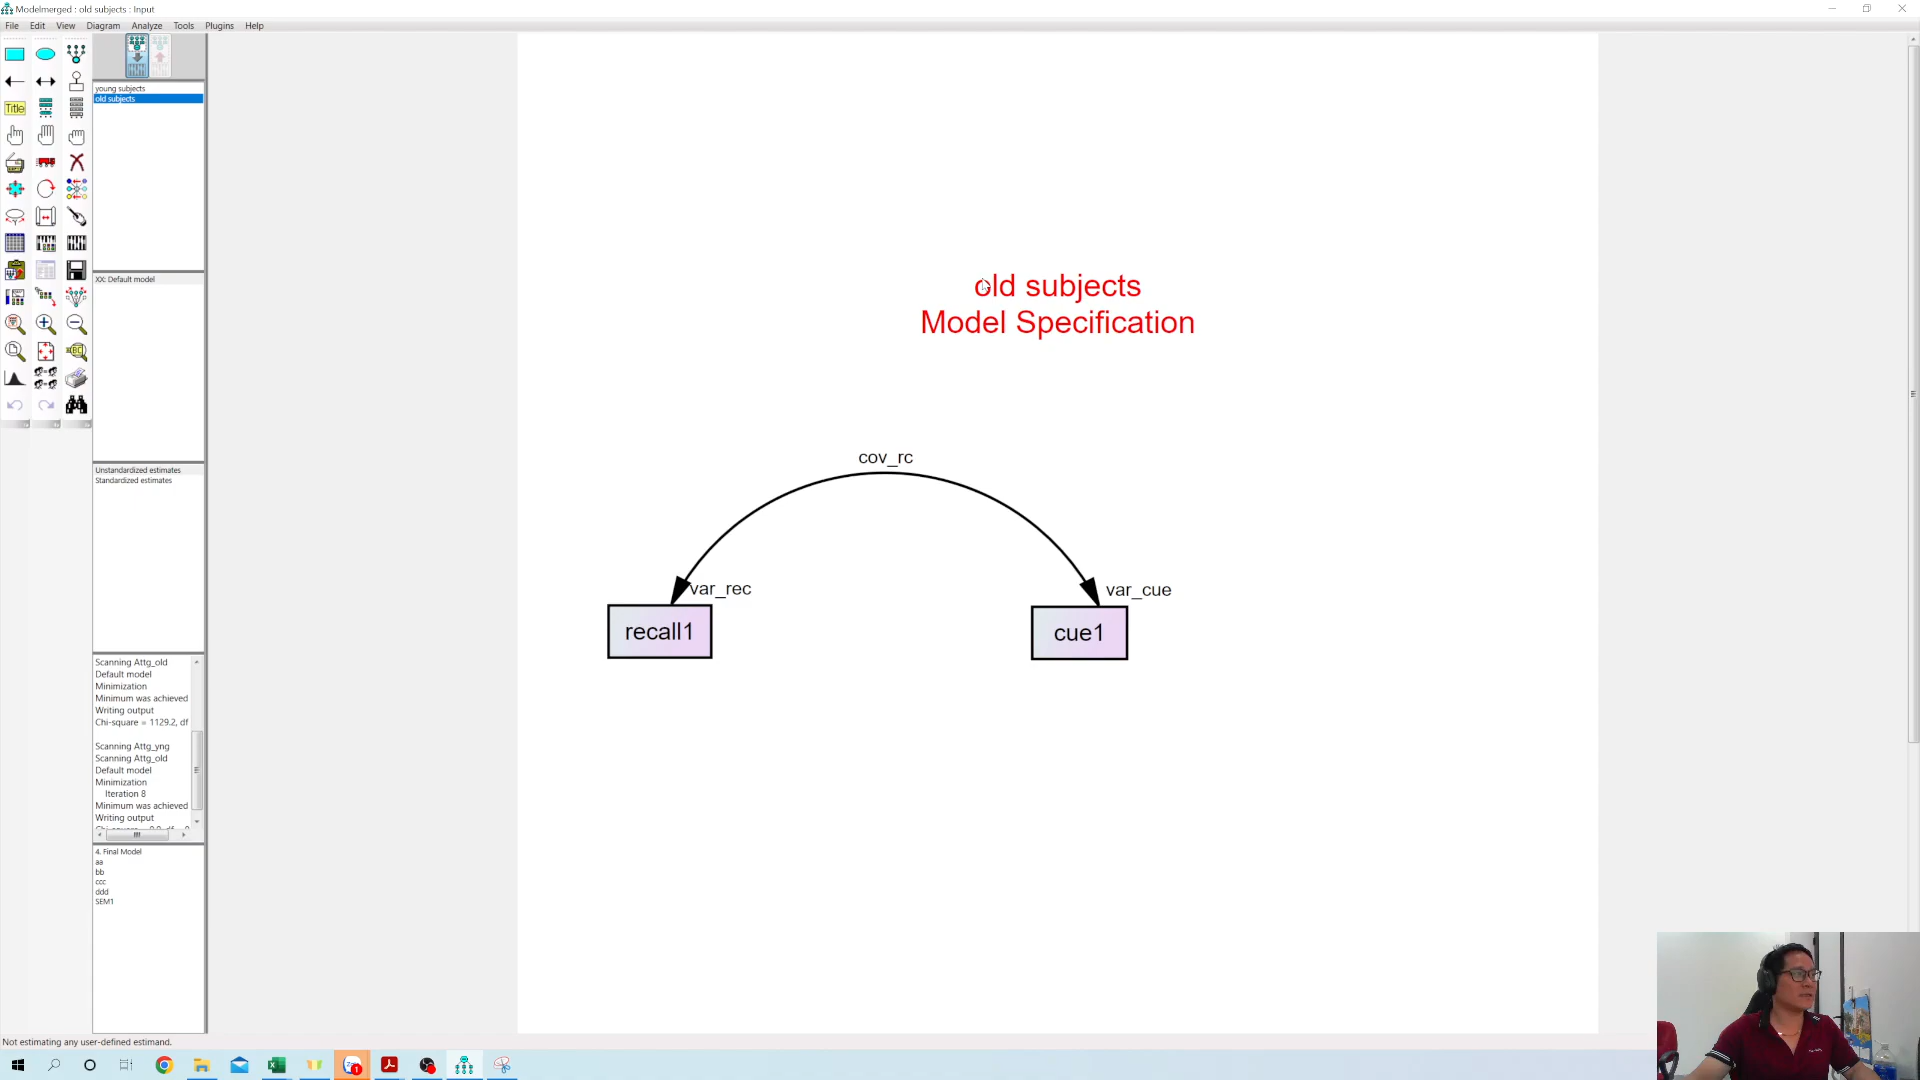 Modelmerged : old subjects : Input
File Edit View Diagram Analyze Tools Plugins Help
Title
young subjects
old subjects
XX: Default model
Unstandardized estimates
Standardized estimates
Scanning Attg_old
Default model
Minimization
Minimum was achieved
Writing output
Chi-square = 1129.2, df
Scanning Attg_yng
Scanning Attg_old
Default model
Minimization
Iteration 8
Minimum was achieved
Writing output
4. Final Model
aa
bb
ccc
ddd
SEM1
old subjects
Model Specification
cov_rc
var_rec
var_cue
recall1
cue1
Not estimating any user-defined estimand.